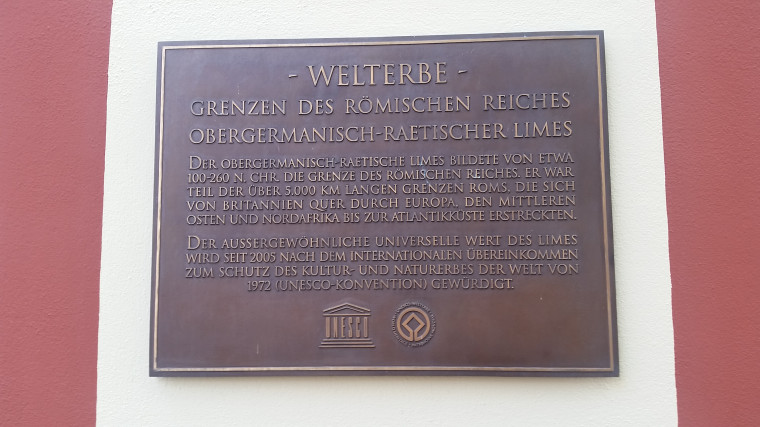 - WELTERBE -
GRENZEN DES RÖMISCHEN REICHES
OBERGERMANISCH-RAETISCHER LIMES
DER OBERGERMANISCH-RAETISCHE LIMES BILDETE VON ETWA
100-260 N. CHR. DIE GRENZE DES RÖMISCHEN REICHES. ER WAR
TEIL DER ÜBER 5.000 KM LANGEN GRENZEN ROMS, DIE SICH
VON BRITANNIEN QUER DURCH EUROPA, DEN MITTLEREN
OSTEN UND NORDAFRIKA BIS ZUR ATLANTIKKÜSTE ERSTRECKTEN.
DER AUSSERGEWÖHNLICHE UNIVERSELLE WERT DES LIMES
WIRD SEIT 2005 NACH DEM INTERNATIONALEN ÜBEREINKOMMEN
ZUM SCHUTZ DES KULTUR- UND NATURERBES DER WELT VON
1972 (UNESCO-KONVENTION) GEWÜRDIGT.
UNESCO